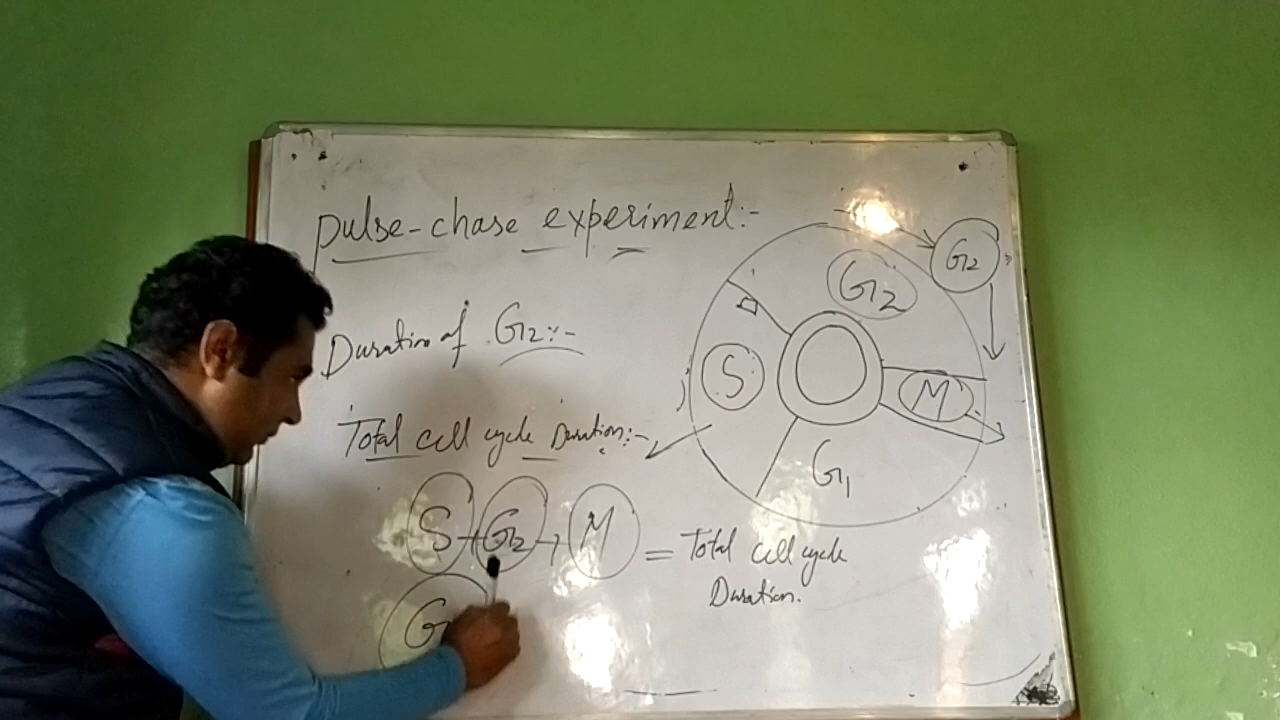 Pulse-chase experiment:-
Duration of G2:-
Total cell cycle Duration:-
S+G2+M = Total cell cycle
Duration.
G
G2
G2
S
M
G1